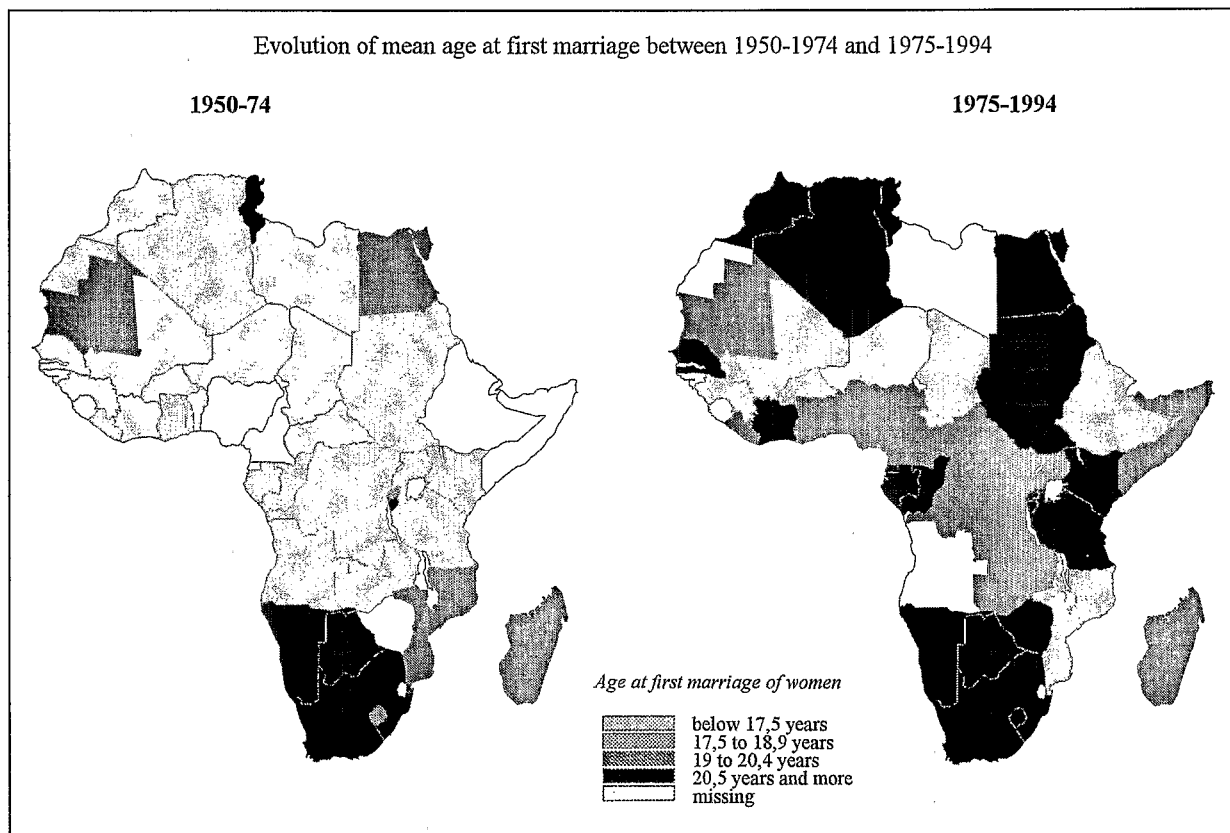 Evolution of mean age at first marriage between 1950-1974 and 1975-1994
1950-74
1975-1994
Age at first marriage of women
below 17,5 years
17,5 to 18,9 years
19 to 20,4 years
20,5 years and more
missing